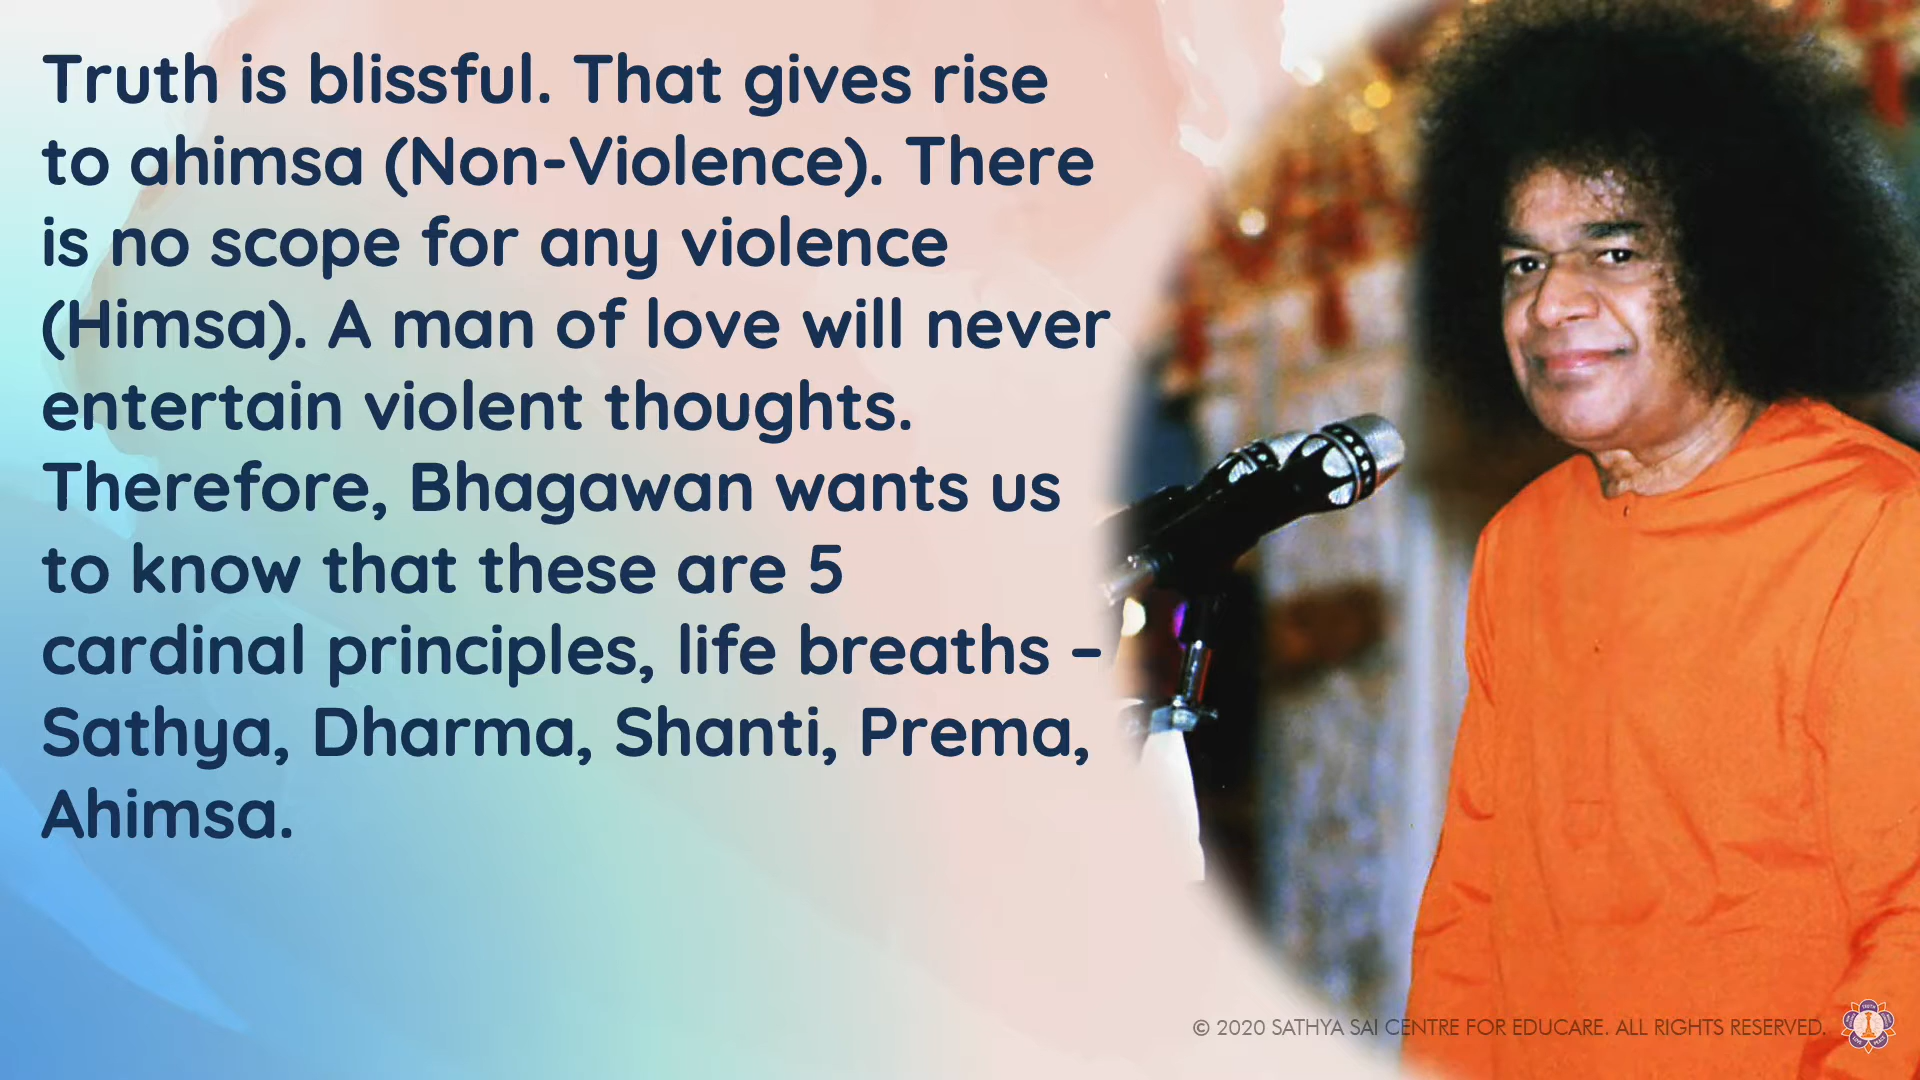 Truth is blissful. That gives rise
to ahimsa (Non-Violence). There
is no scope for any violence
(Himsa). A man of love will never
entertain violent thoughts.
Therefore, Bhagawan wants us
to know that these are 5
cardinal principles, life breaths –
Sathya, Dharma, Shanti, Prema,
Ahimsa.
© 2020 SATHYA SAI CENTRE FOR EDUCARE. ALL RIGHTS RESERVED.